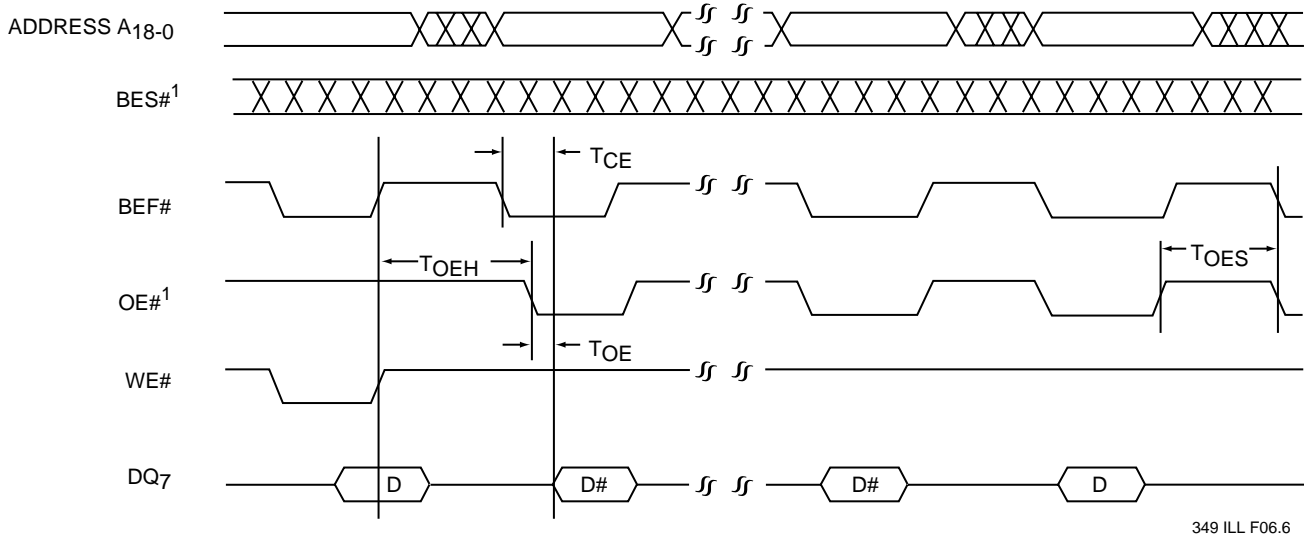 ADDRESS A18-0
BES#1
TCE
BEF#
TOEH
TOES
OE#1
TOE
WE#
DQ7
D
D#
D#
D
349 ILL F06.6